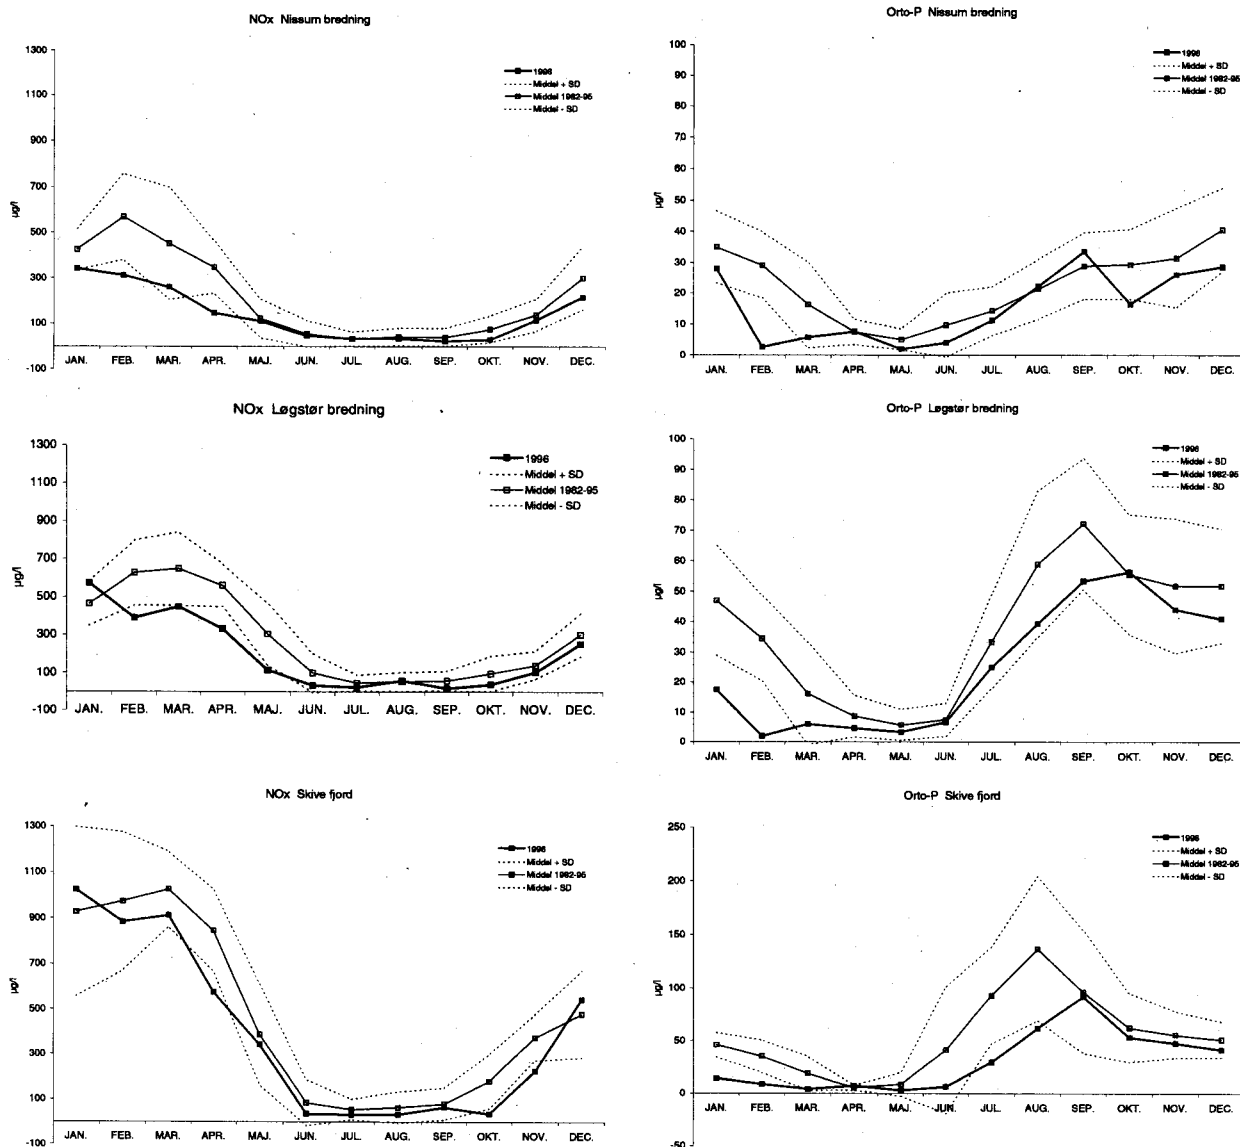 NOx Nissum bredning
1300
1100
900
700
500
300
100
-100
µg/l
1996
Middel + SD
Middel 1982-95
Middel - SD
JAN. FEB. MAR. APR. MAJ. JUN. JUL. AUG. SEP. OKT. NOV. DEC.
Orto-P Nissum bredning
100
90
80
70
60
50
40
30
20
10
0
µg/l
1996
Middel + SD
Middel 1982-95
Middel - SD
JAN. FEB. MAR. APR. MAJ. JUN. JUL. AUG. SEP. OKT. NOV. DEC.
NOx Løgstør bredning
1300
1100
900
700
500
300
100
-100
µg/l
1996
Middel + SD
Middel 1982-95
Middel - SD
JAN. FEB. MAR. APR. MAJ. JUN. JUL. AUG. SEP. OKT. NOV. DEC.
Orto-P Løgstør bredning
100
90
80
70
60
50
40
30
20
10
0
µg/l
1996
Middel + SD
Middel 1982-95
Middel - SD
JAN. FEB. MAR. APR. MAJ. JUN. JUL. AUG. SEP. OKT. NOV. DEC.
NOx Skive fjord
1300
1100
900
700
500
300
100
-100
µg/l
1996
Middel + SD
Middel 1982-95
Middel - SD
JAN. FEB. MAR. APR. MAJ. JUN. JUL. AUG. SEP. OKT. NOV. DEC.
Orto-P Skive fjord
250
200
150
100
50
0
-50
µg/l
1996
Middel + SD
Middel 1982-95
Middel - SD
JAN. FEB. MAR. APR. MAJ. JUN. JUL. AUG. SEP. OKT. NOV. DEC.